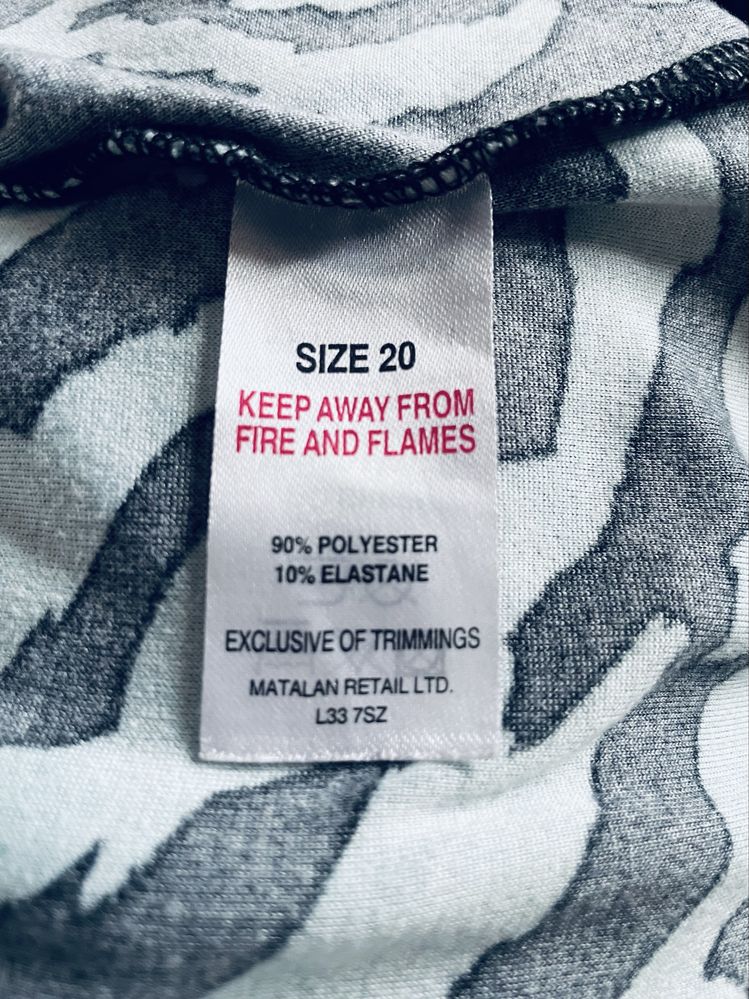 SIZE 20
KEEP AWAY FROM
FIRE AND FLAMES
90% POLYESTER
10% ELASTANE
EXCLUSIVE OF TRIMMINGS
MATALAN RETAIL LTD.
L33 7SZ